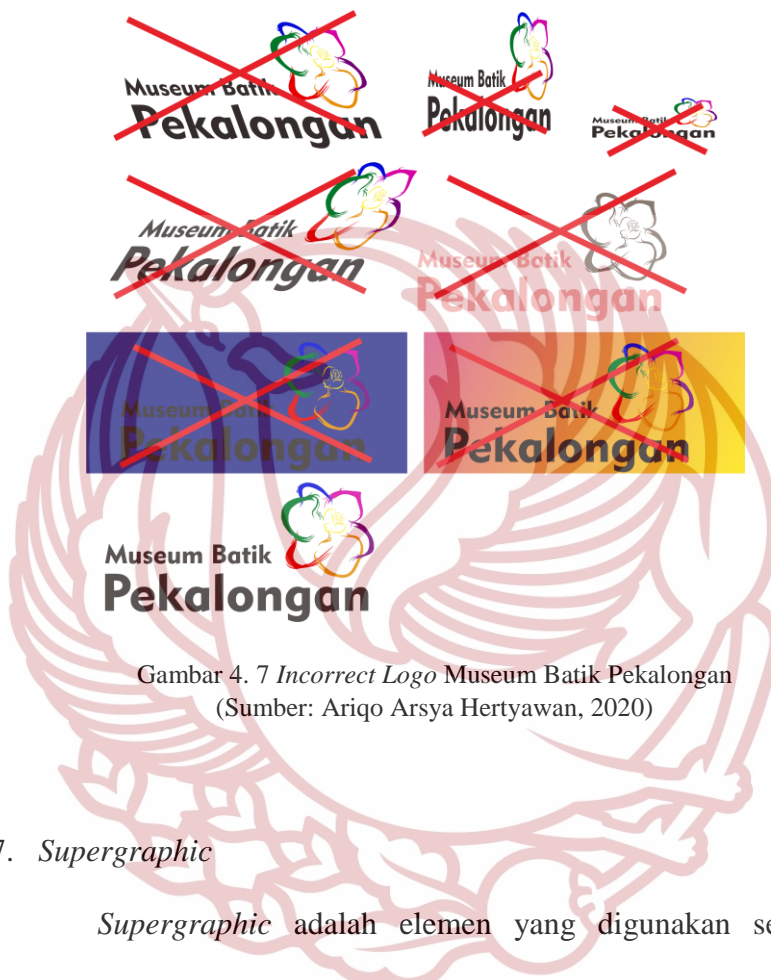 Museum Batik
Pekalongan
Museum Batik
Pekalongan
Museum Batik
Pekalongan
Museum Batik
Pekalongan
Museum Batik
Pekalongan
Museum Batik
Pekalongan
Museum Batik
Pekalongan
Museum Batik
Pekalongan
Gambar 4. 7 Incorrect Logo Museum Batik Pekalongan
(Sumber: Ariqo Arsya Hertyawan, 2020)
7. Supergraphic
Supergraphic adalah elemen yang digunakan se